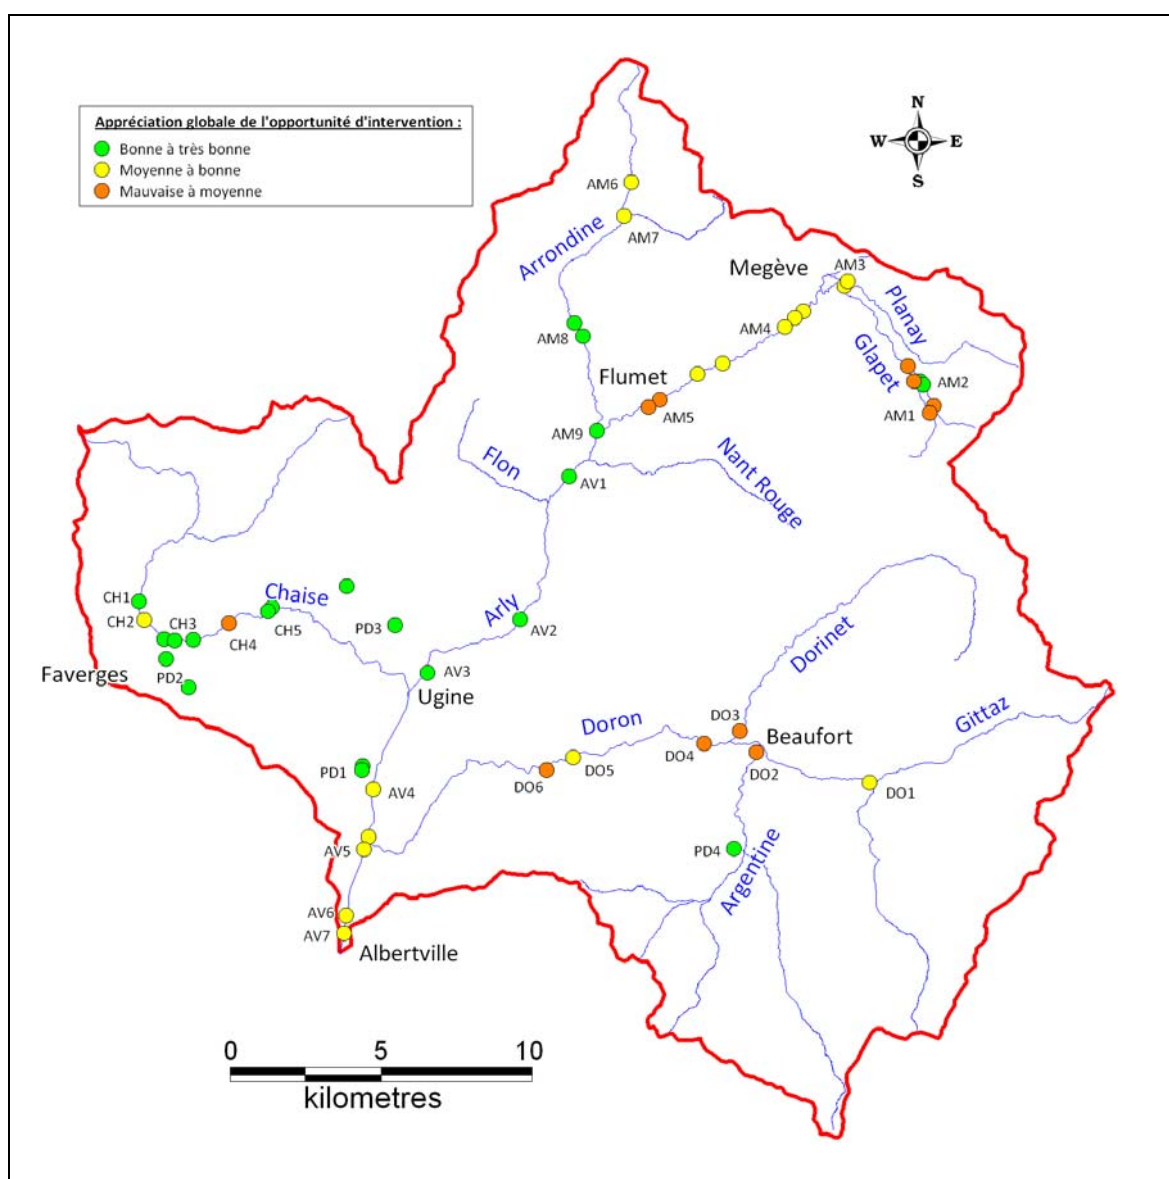 Appréciation globale de l'opportunité d'intervention :
Bonne à très bonne
Moyenne à bonne
Mauvaise à moyenne
N
W E
S
AM6
AM7
Arrondine
Megève
AM3
Planay
AM4
AM8
Glapet
Flumet
AM2
AM5
AM1
AM9
Flon
Nant Rouge
AV1
Chaise
CH1
CH2
CH3
CH5
CH4
PD3
Arly
AV2
Faverges
PD2
AV3
Ugine
Dorinet
Gittaz
Doron
DO3
Beaufort
DO4
DO2
DO5
DO6
DO1
PD1
AV4
AV5
PD4
Argentine
AV6
AV7
Albertville
0 5 10
kilometres